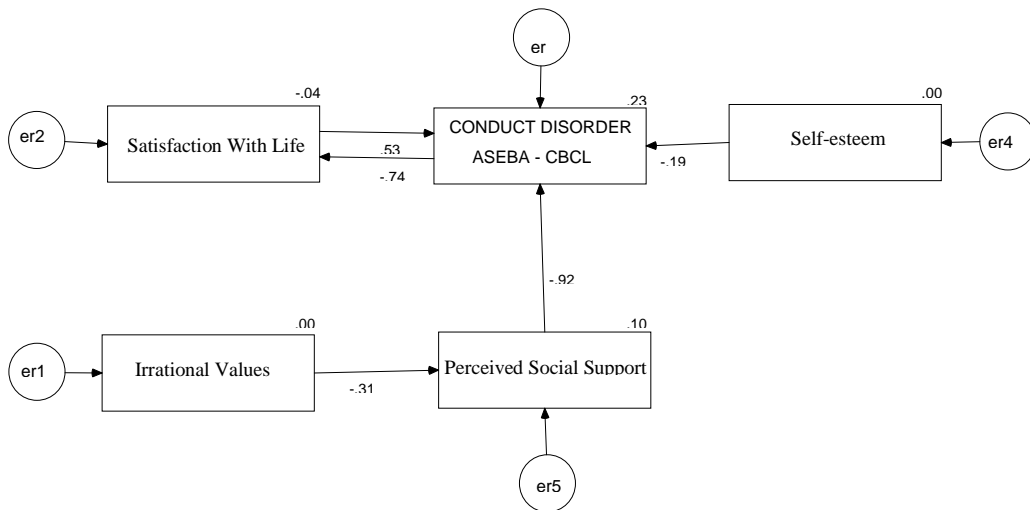 er
-.04
.23
.00
er2
Satisfaction With Life
CONDUCT DISORDER
ASEBA - CBCL
Self-esteem
er4
.53
-.74
-.19
-.92
.00
.10
er1
Irrational Values
Perceived Social Support
-.31
er5